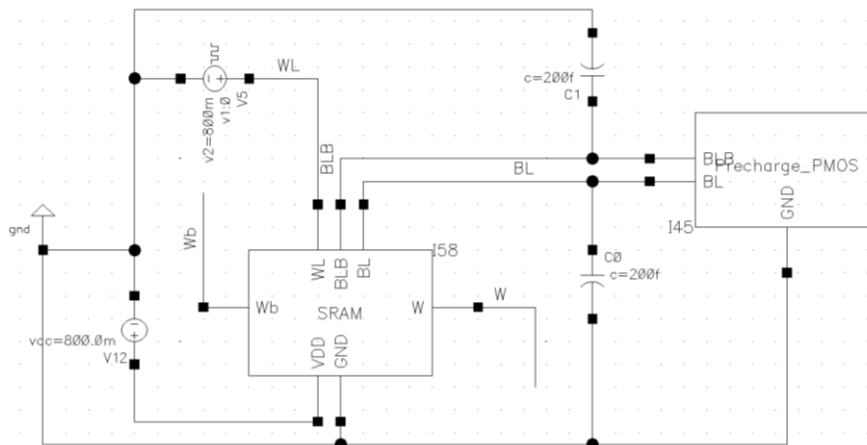 WL
c=200f
C1
v2=800m
v1:0
V5
BLB
BL
BLB
Precharge_PMOS
BL
GND
I45
gnd
Wb
I58
WL
BLB
BL
C0
c=200f
Wb
SRAM
W
W
VDD
GND
vcc=800.0m
V12